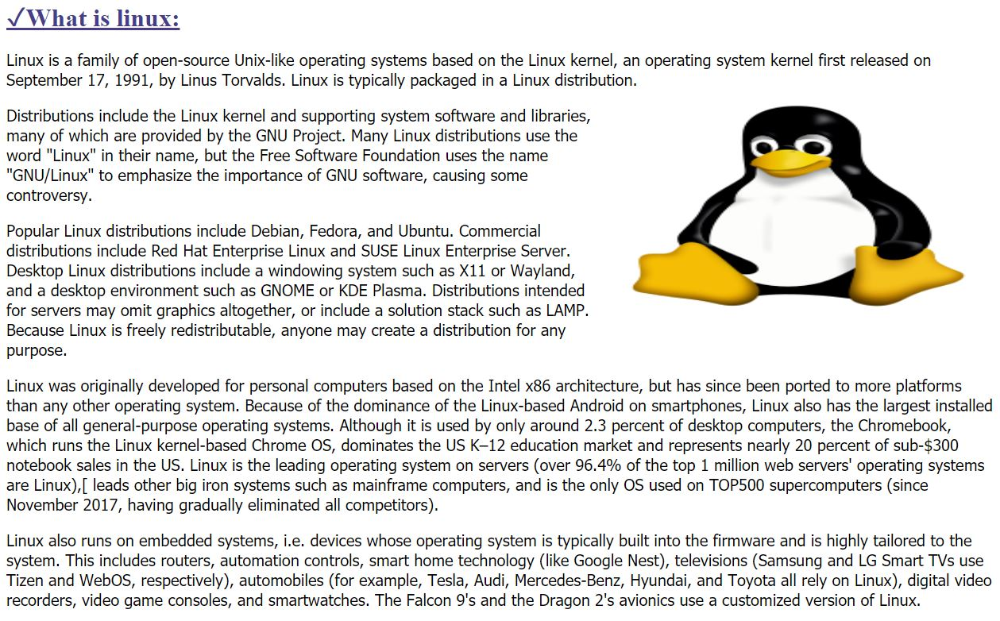 ✓What is linux:
Linux is a family of open-source Unix-like operating systems based on the Linux kernel, an operating system kernel first released on
September 17, 1991, by Linus Torvalds. Linux is typically packaged in a Linux distribution.
Distributions include the Linux kernel and supporting system software and libraries,
many of which are provided by the GNU Project. Many Linux distributions use the
word "Linux" in their name, but the Free Software Foundation uses the name
"GNU/Linux" to emphasize the importance of GNU software, causing some
controversy.
Popular Linux distributions include Debian, Fedora, and Ubuntu. Commercial
distributions include Red Hat Enterprise Linux and SUSE Linux Enterprise Server.
Desktop Linux distributions include a windowing system such as X11 or Wayland,
and a desktop environment such as GNOME or KDE Plasma. Distributions intended
for servers may omit graphics altogether, or include a solution stack such as LAMP.
Because Linux is freely redistributable, anyone may create a distribution for any
purpose.
Linux was originally developed for personal computers based on the Intel x86 architecture, but has since been ported to more platforms
than any other operating system. Because of the dominance of the Linux-based Android on smartphones, Linux also has the largest installed
base of all general-purpose operating systems. Although it is used by only around 2.3 percent of desktop computers, the Chromebook,
which runs the Linux kernel-based Chrome OS, dominates the US K–12 education market and represents nearly 20 percent of sub-$300
notebook sales in the US. Linux is the leading operating system on servers (over 96.4% of the top 1 million web servers' operating systems
are Linux),[ leads other big iron systems such as mainframe computers, and is the only OS used on TOP500 supercomputers (since
November 2017, having gradually eliminated all competitors).
Linux also runs on embedded systems, i.e. devices whose operating system is typically built into the firmware and is highly tailored to the
system. This includes routers, automation controls, smart home technology (like Google Nest), televisions (Samsung and LG Smart TVs use
Tizen and WebOS, respectively), automobiles (for example, Tesla, Audi, Mercedes-Benz, Hyundai, and Toyota all rely on Linux), digital video
recorders, video game consoles, and smartwatches. The Falcon 9's and the Dragon 2's avionics use a customized version of Linux.